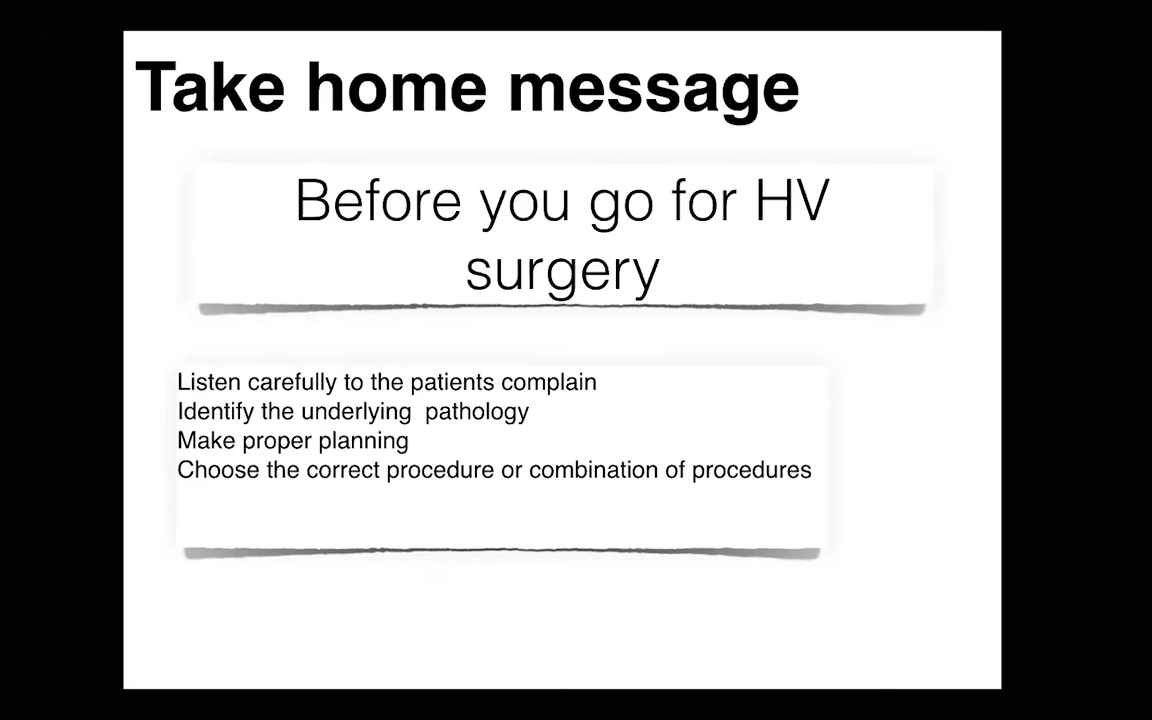 Take home message
Before you go for HV
surgery
Listen carefully to the patients complain
Identify the underlying  pathology
Make proper planning
Choose the correct procedure or combination of procedures